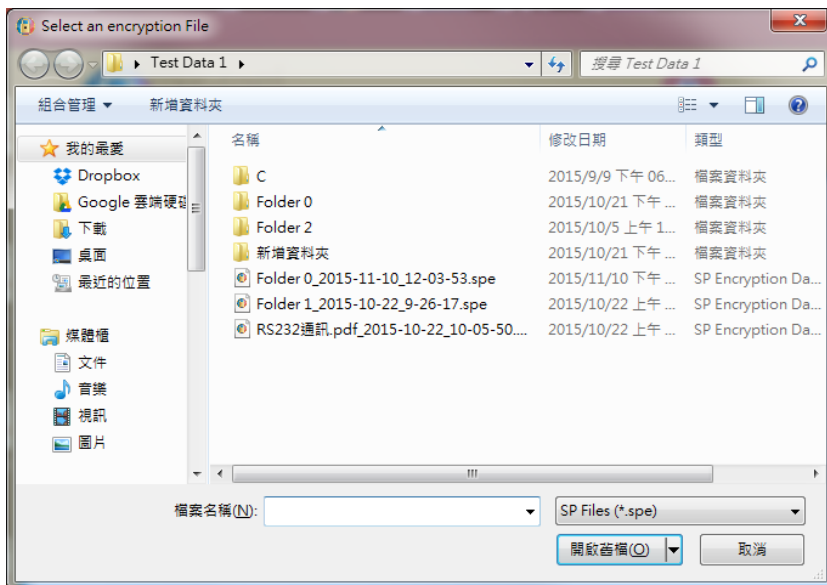 Select an encryption File
Test Data 1
搜尋 Test Data 1
組合管理 新增資料夾
我的最愛
Dropbox
Google 雲端硬碟
下載
桌面
最近的位置
媒體櫃
文件
音樂
視訊
圖片
名稱 修改日期 類型
C 2015/9/9 下午 06... 檔案資料夾
Folder 0 2015/10/21 下午 ... 檔案資料夾
Folder 2 2015/10/5 上午 1... 檔案資料夾
新增資料夾 2015/10/21 下午 ... 檔案資料夾
Folder 0_2015-11-10_12-03-53.spe 2015/11/10 下午 ... SP Encryption Da...
Folder 1_2015-10-22_9-26-17.spe 2015/10/22 上午 ... SP Encryption Da...
RS232通訊.pdf_2015-10-22_10-05-50.... 2015/10/22 上午 ... SP Encryption Da...
檔案名稱(N): SP Files (*.spe)
開啟舊檔(O) 取消